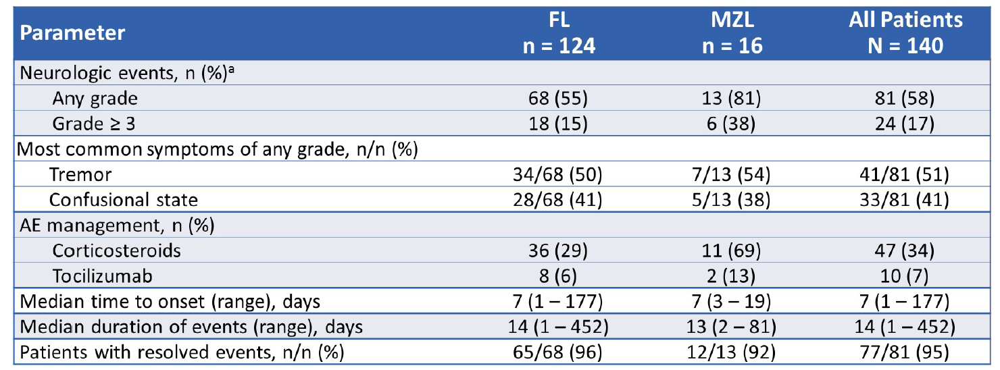 Parameter FL n = 124 MZL n = 16 All Patients N = 140
Neurologic events, n (%)ᵃ
Any grade 68 (55) 13 (81) 81 (58)
Grade ≥ 3 18 (15) 6 (38) 24 (17)
Most common symptoms of any grade, n/n (%)
Tremor 34/68 (50) 7/13 (54) 41/81 (51)
Confusional state 28/68 (41) 5/13 (38) 33/81 (41)
AE management, n (%)
Corticosteroids 36 (29) 11 (69) 47 (34)
Tocilizumab 8 (6) 2 (13) 10 (7)
Median time to onset (range), days 7 (1 – 177) 7 (3 – 19) 7 (1 – 177)
Median duration of events (range), days 14 (1 – 452) 13 (2 – 81) 14 (1 – 452)
Patients with resolved events, n/n (%) 65/68 (96) 12/13 (92) 77/81 (95)